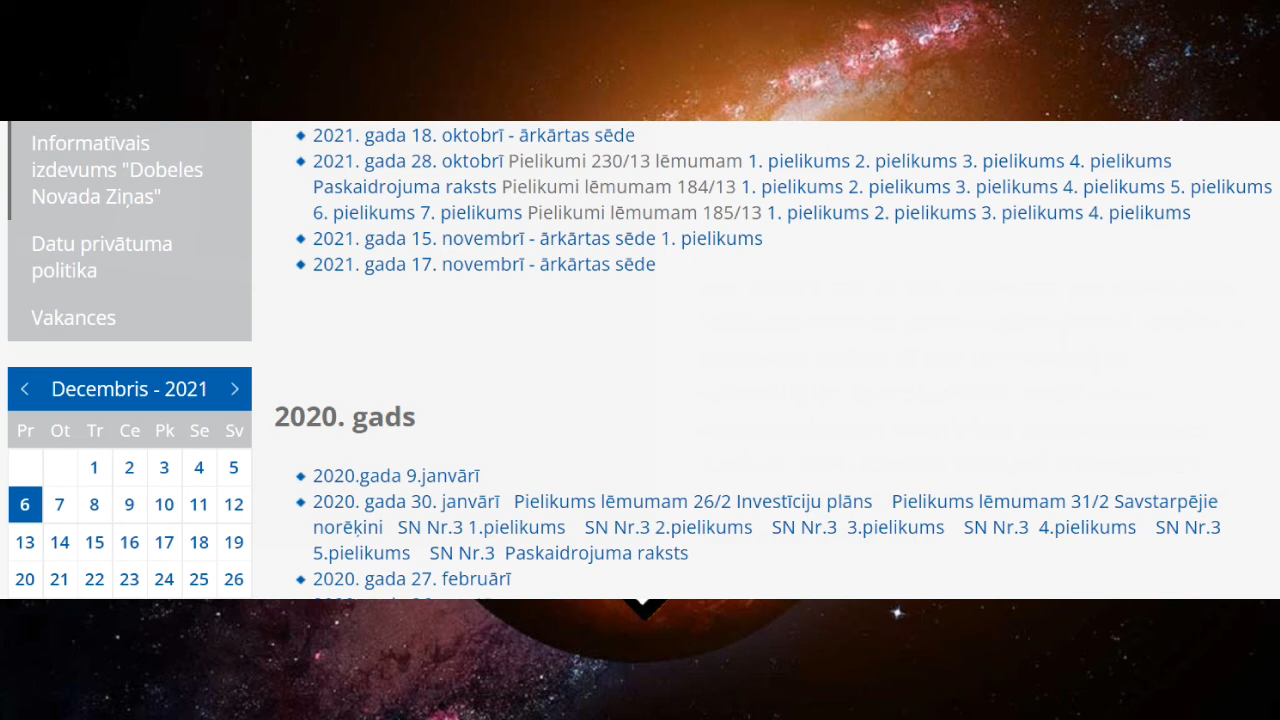 Informatīvais
izdevums "Dobeles
Novada Ziņas"
Datu privātuma
politika
Vakances
Decembris - 2021
Pr Ot Tr Ce Pk Se Sv
1 2 3 4 5
6 7 8 9 10 11 12
13 14 15 16 17 18 19
20 21 22 23 24 25 26
2021. gada 18. oktobrī - ārkārtas sēde
2021. gada 28. oktobrī Pielikumi 230/13 lēmumam 1. pielikums 2. pielikums 3. pielikums 4. pielikums
Paskaidrojuma raksts Pielikumi lēmumam 184/13 1. pielikums 2. pielikums 3. pielikums 4. pielikums 5. pielikums
6. pielikums 7. pielikums Pielikumi lēmumam 185/13 1. pielikums 2. pielikums 3. pielikums 4. pielikums
2021. gada 15. novembrī - ārkārtas sēde 1. pielikums
2021. gada 17. novembrī - ārkārtas sēde
2020. gads
2020.gada 9.janvārī
2020. gada 30. janvārī Pielikums lēmumam 26/2 Investīciju plāns Pielikums lēmumam 31/2 Savstarpējie
norēķini SN Nr.3 1.pielikums SN Nr.3 2.pielikums SN Nr.3 3.pielikums SN Nr.3 4.pielikums SN Nr.3
5.pielikums SN Nr.3 Paskaidrojuma raksts
2020. gada 27. februārī